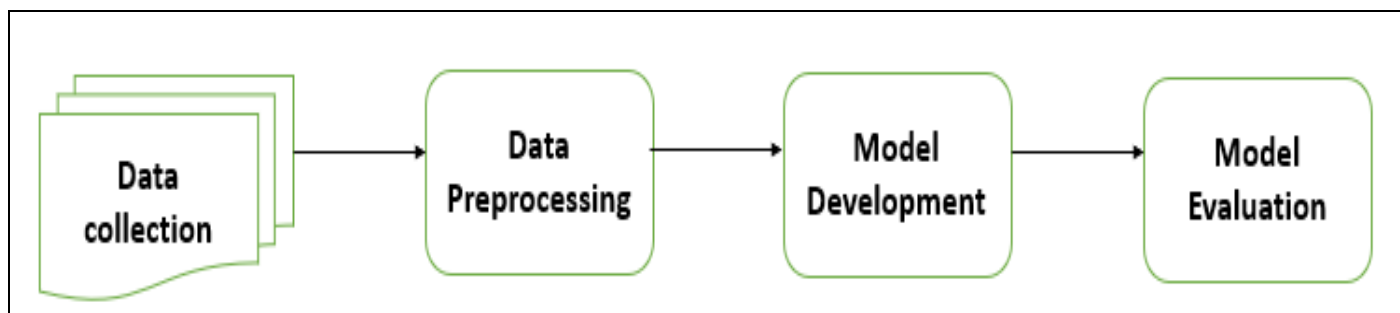 Data
collection
Data
Preprocessing
Model
Development
Model
Evaluation